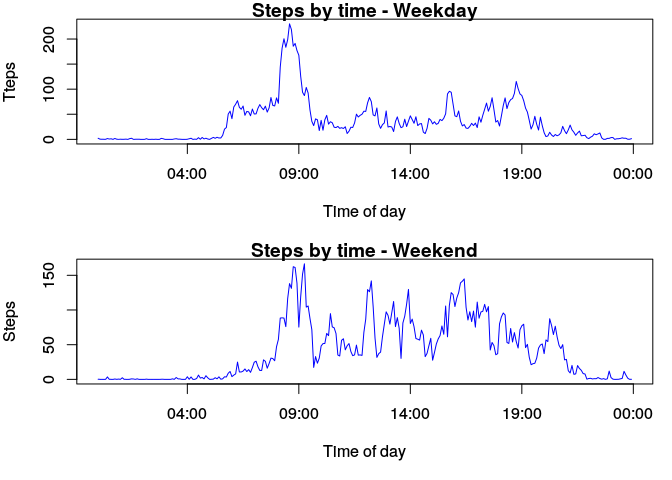 Steps by time - Weekday
Tteps
0 100 200
04:00 09:00 14:00 19:00 00:00
Time of day
Steps by time - Weekend
Steps
0 50 150
04:00 09:00 14:00 19:00 00:00
Time of day